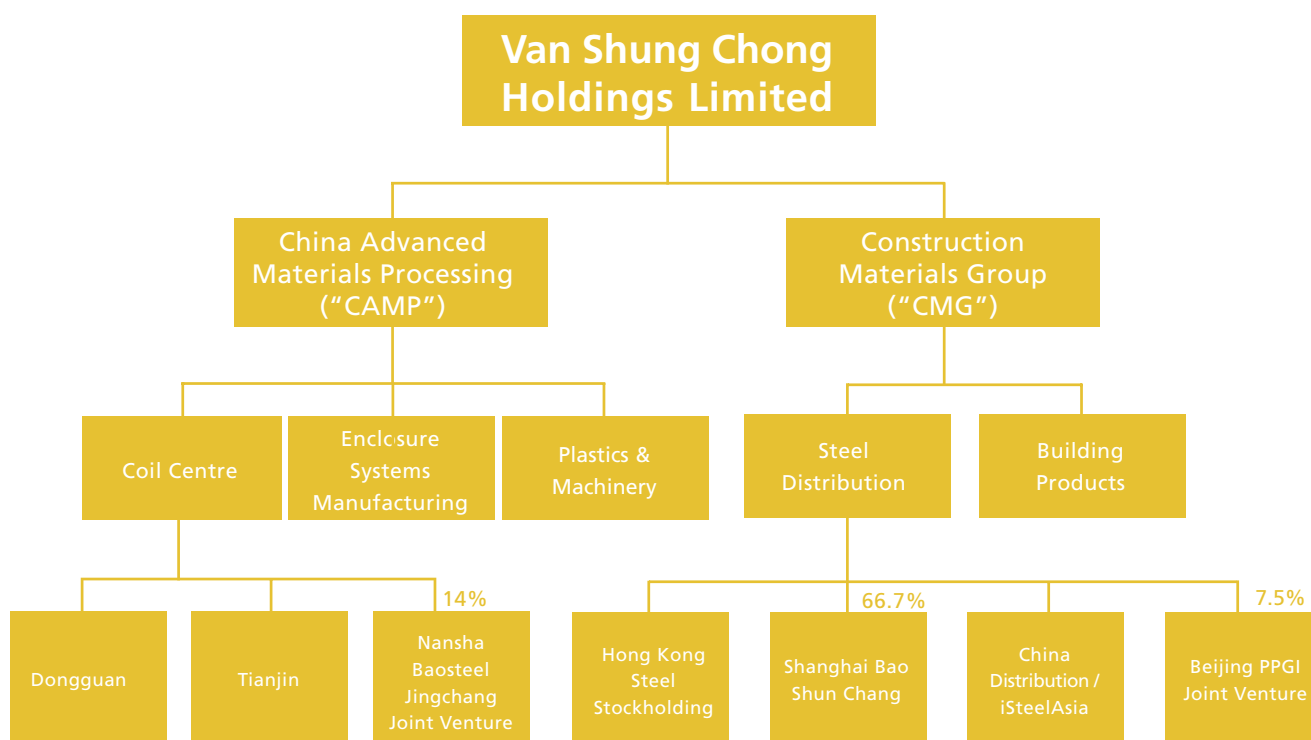 Van Shung Chong
Holdings Limited
China Advanced
Materials Processing
(“CAMP”)
Construction
Materials Group
(“CMG”)
Coil Centre
Enclosure
Systems
Manufacturing
Plastics &
Machinery
Steel
Distribution
Building
Products
14%
66.7%
7.5%
Dongguan
Tianjin
Nansha
Baosteel
Jingchang
Joint Venture
Hong Kong
Steel
Stockholding
Shanghai Bao
Shun Chang
China
Distribution /
iSteelAsia
Beijing PPGI
Joint Venture